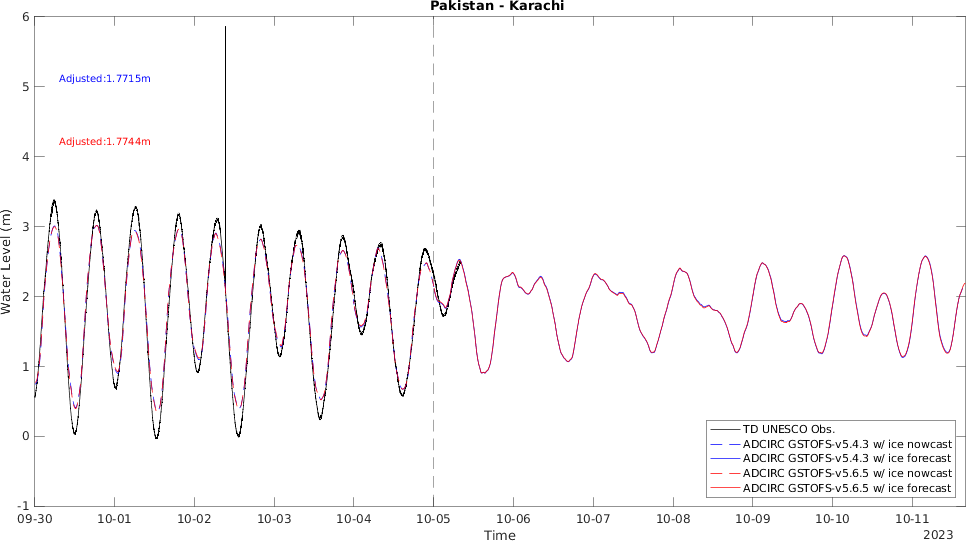 Pakistan - Karachi
6
5
4
3
2
1
0
-1
Water Level (m)
Adjusted:1.7715m
Adjusted:1.7744m
TD UNESCO Obs.
ADCIRC GSTOFS-v5.4.3 w/ ice nowcast
ADCIRC GSTOFS-v5.4.3 w/ ice forecast
ADCIRC GSTOFS-v5.6.5 w/ ice nowcast
ADCIRC GSTOFS-v5.6.5 w/ ice forecast
09-30 10-01 10-02 10-03 10-04 10-05 10-06 10-07 10-08 10-09 10-10 10-11
Time
2023